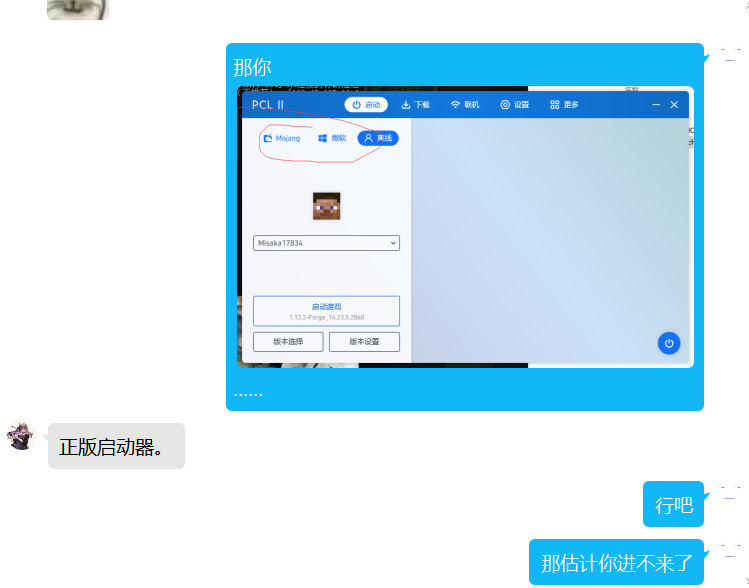 那你
名称
PCL II
启动
下载
联机
设置
更多
Mojang
微软
离线
Misaka17834
启动游戏
1.12.2-Forge_14.23.5.2860
版本选择
版本设置
......
正版启动器。
行吧
那估计你进不来了